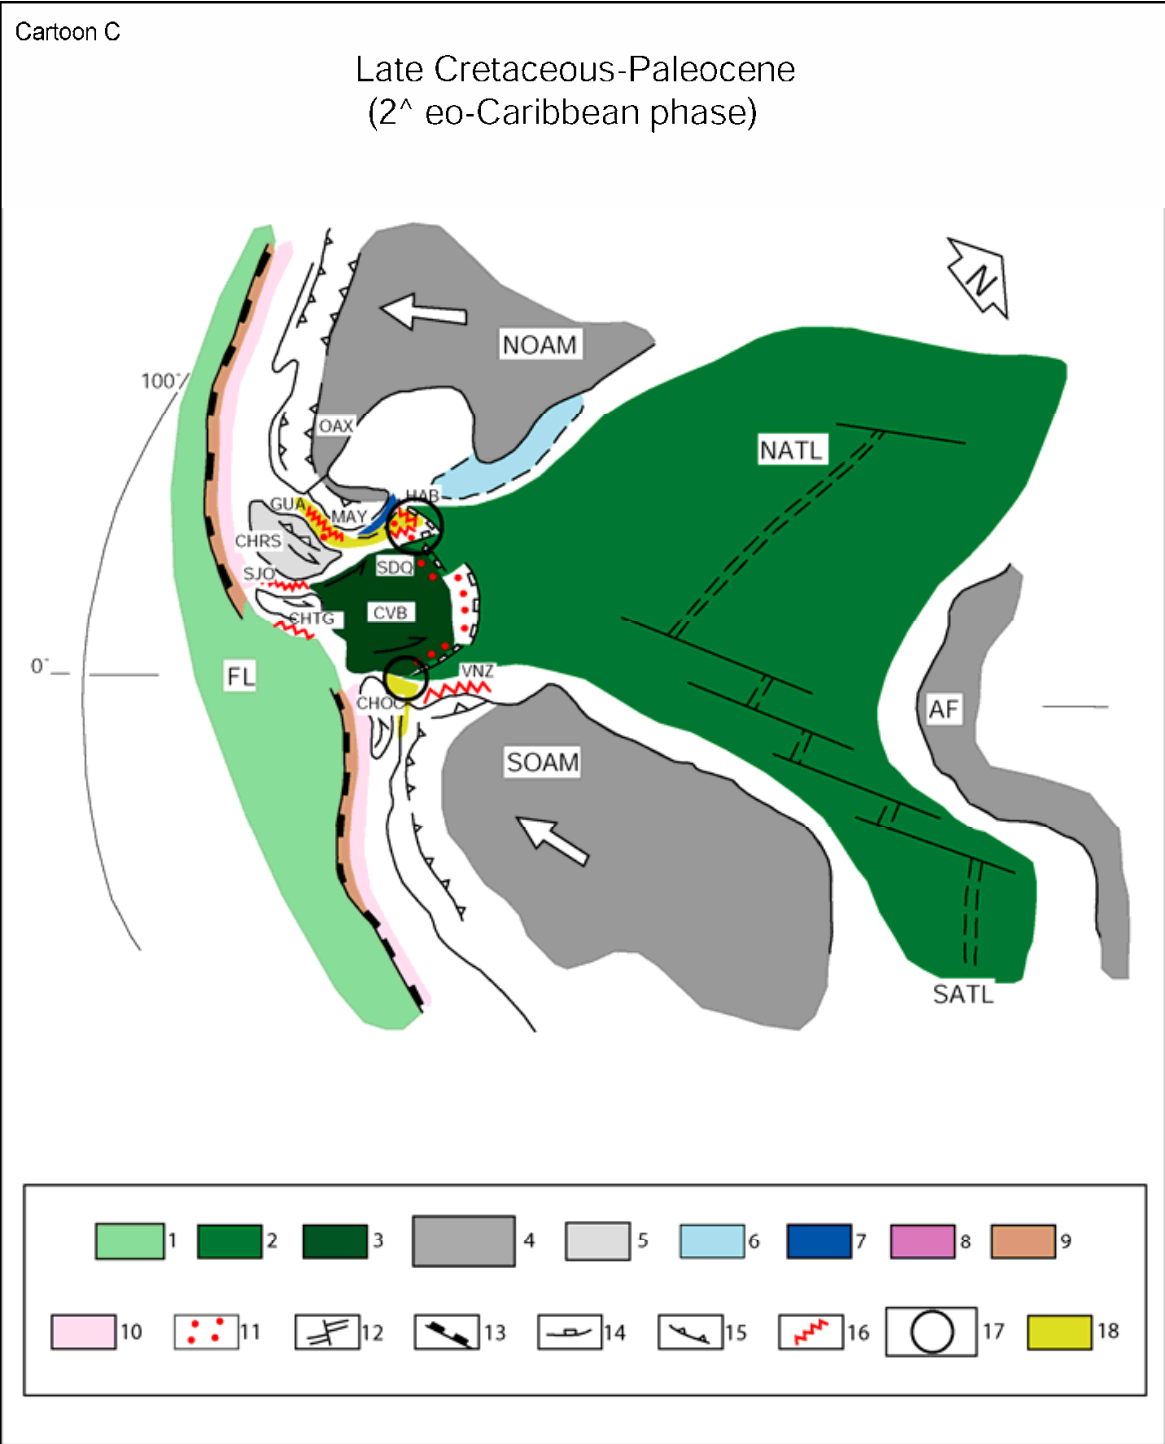 Cartoon C
Late Cretaceous-Paleocene
(2^ eo-Caribbean phase)
N
NOAM
100°
OAX
NATL
HAB
GUA
MAY
CHRS
SDQ
SJO
CVB
CHTG
0°
FL
VNZ
CHOC
AF
SOAM
SATL
1 2 3 4 5 6 7 8 9
10 11 12 13 14 15 16 17 18